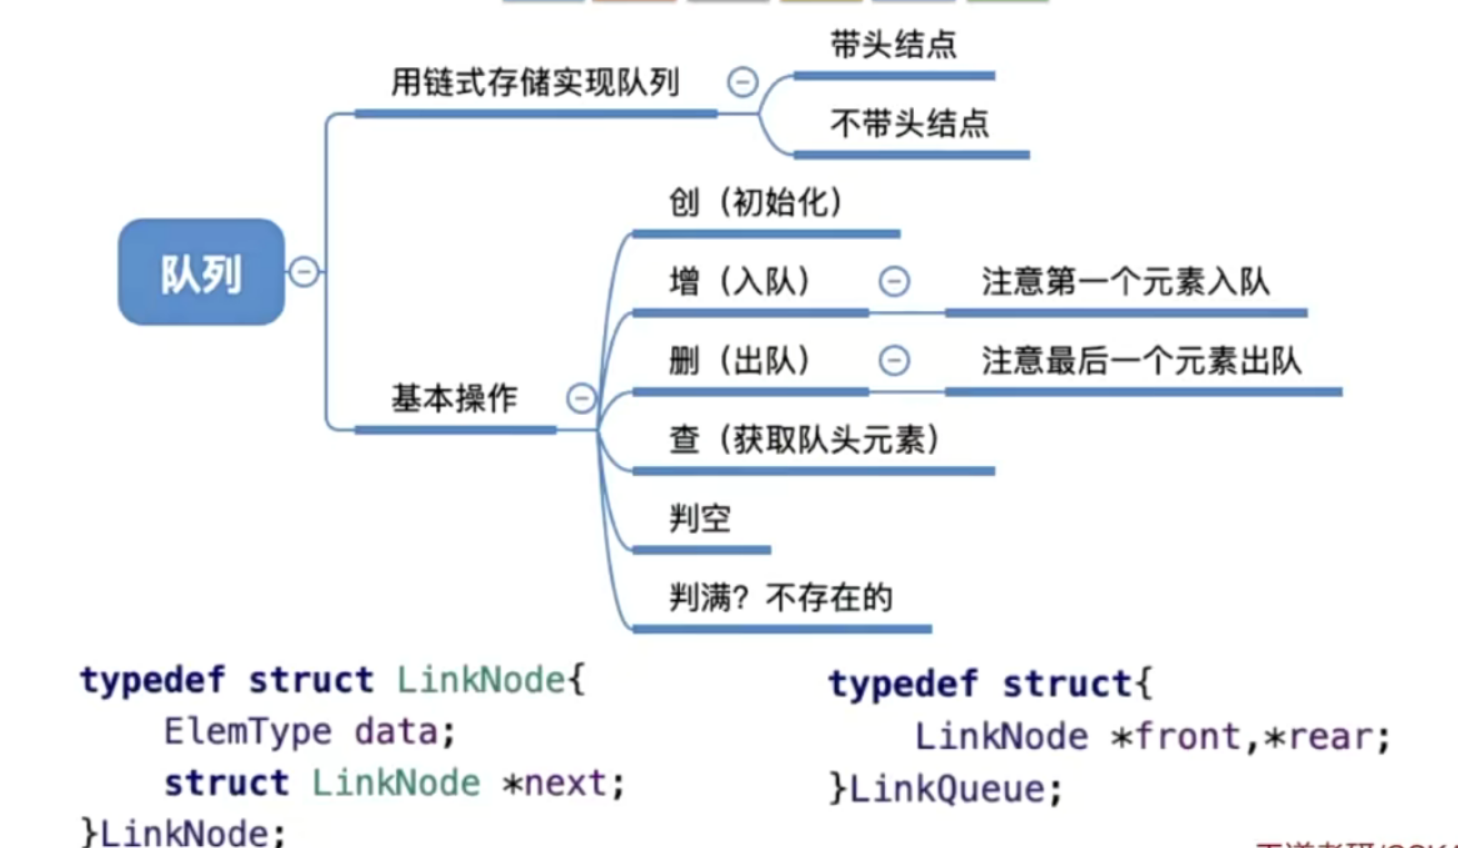 用链式存储实现队列
带头结点
不带头结点
队列
基本操作
创（初始化）
增（入队）
注意第一个元素入队
删（出队）
注意最后一个元素出队
查（获取队头元素）
判空
判满？不存在的
typedef struct LinkNode{
    ElemType data;
    struct LinkNode *next;
}LinkNode;
typedef struct{
    LinkNode *front,*rear;
}LinkQueue;